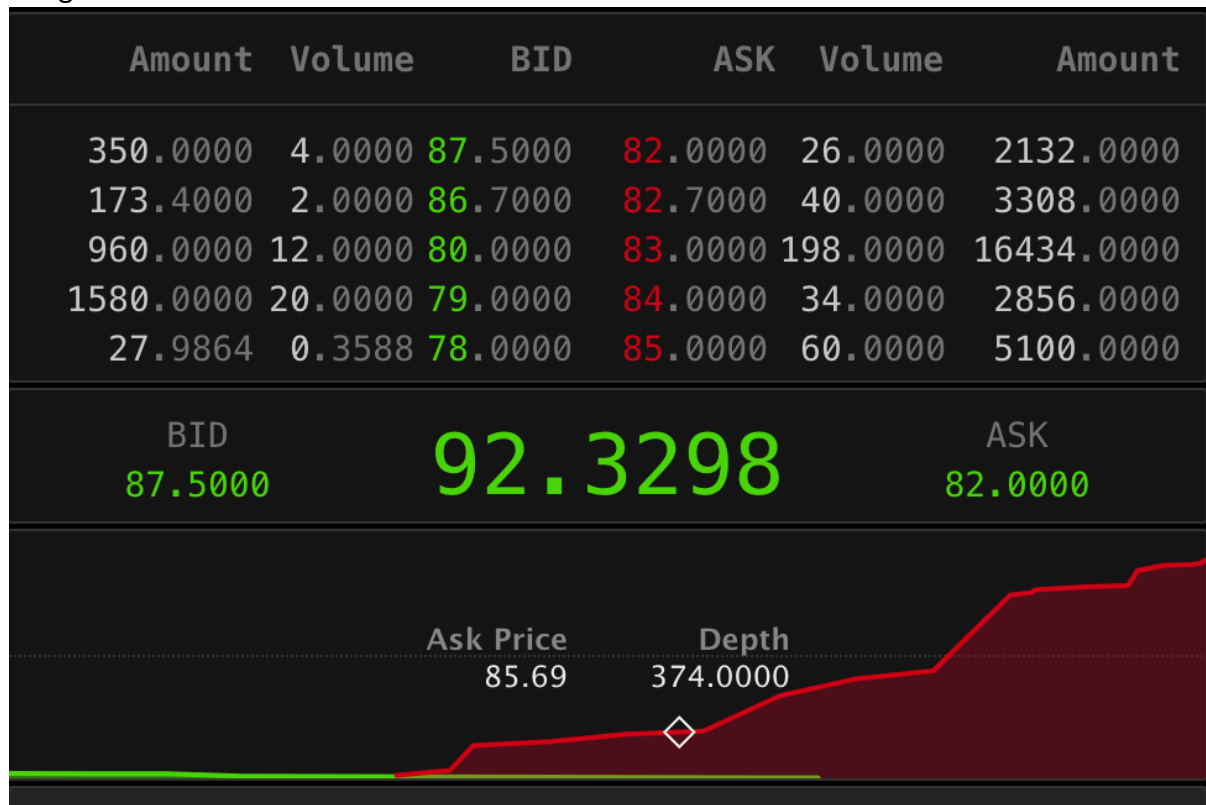 Amount Volume BID ASK Volume Amount
350.0000 4.0000 87.5000 82.0000 26.0000 2132.0000
173.4000 2.0000 86.7000 82.7000 40.0000 3308.0000
960.0000 12.0000 80.0000 83.0000 198.0000 16434.0000
1580.0000 20.0000 79.0000 84.0000 34.0000 2856.0000
27.9864 0.3588 78.0000 85.0000 60.0000 5100.0000
BID 92.3298 ASK
87.5000 82.0000
Ask Price Depth
85.69 374.0000